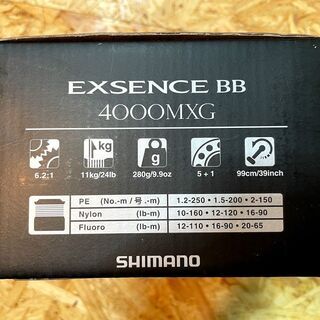 EXSENCE BB
4000MXG
kg
g
6.2:1
11kg/24lb
280g/9.9oz
5 + 1
99cm/39inch
PE (No.-m / 号.-m) 1.2-250 • 1.5-200 • 2-150
Nylon (lb-m) 10-160 • 12-120 • 16-90
Fluoro (lb-m) 12-110 • 16-90 • 20-65
SHIMANO